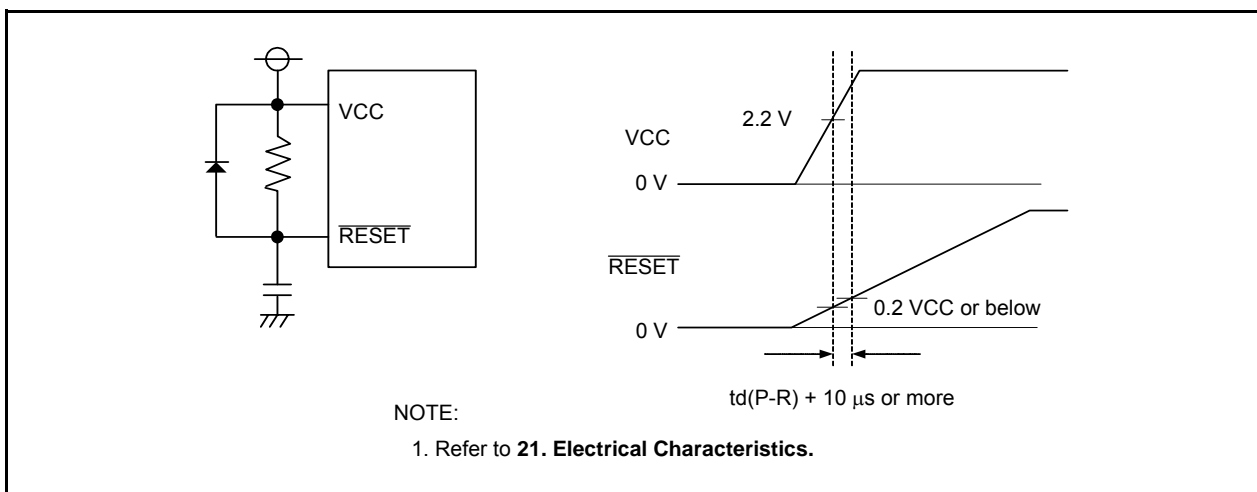 VCC
RESET
2.2 V
VCC
0 V
RESET
0.2 VCC or below
0 V
td(P-R) + 10 μs or more
NOTE:
1. Refer to 21. Electrical Characteristics.